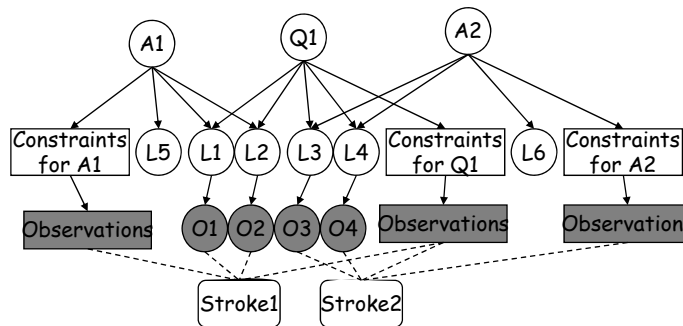 A1
Q1
A2
Constraints
for A1
L5
L1
L2
L3
L4
Constraints
for Q1
L6
Constraints
for A2
Observations
O1
O2
O3
O4
Observations
Observations
Stroke1
Stroke2